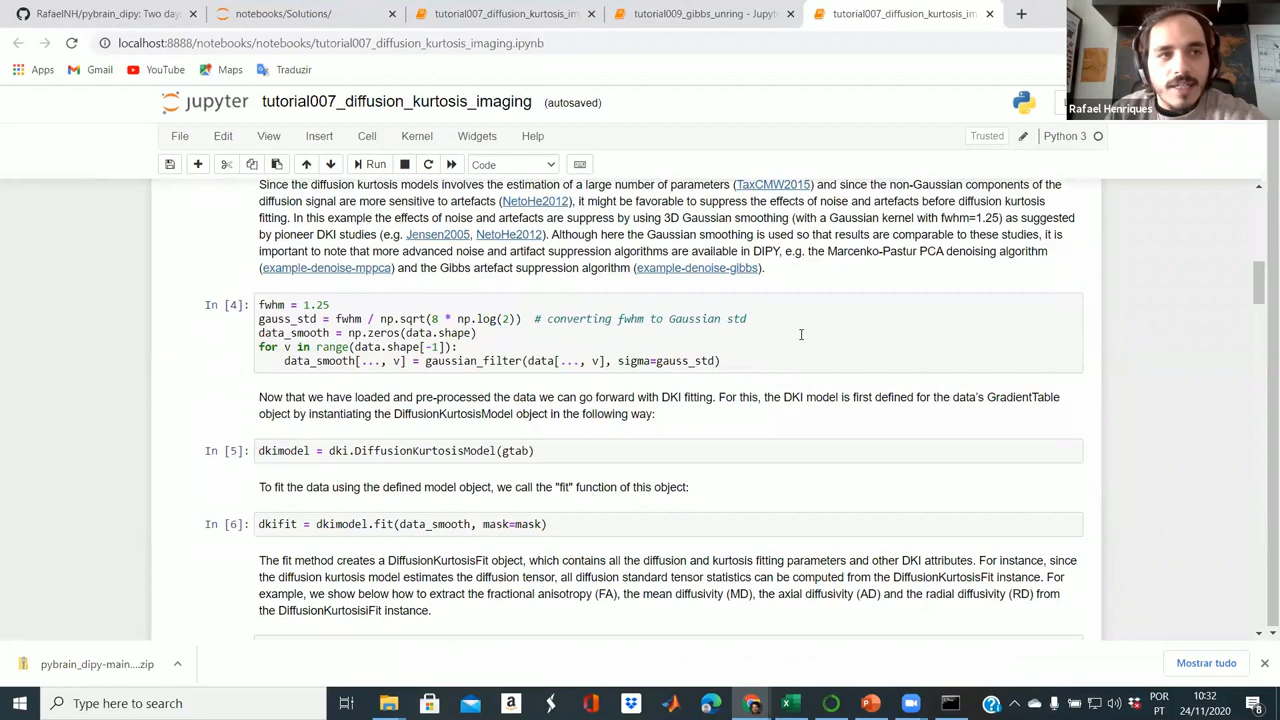 RafaelNH/pybrain_dipy: Two day
notebooks/Solutions/
tutorial007_diffusion_kurtosis_im
tutorial009_gibbs_unring - Jupyt
tutorial007_diffusion_kurtosis_im
localhost:8888/notebooks/notebooks/tutorial007_diffusion_kurtosis_imaging.ipynb
Apps Gmail YouTube Maps Traduzir
Rafael Henriques
jupyter tutorial007_diffusion_kurtosis_imaging (autosaved)
File Edit View Insert Cell Kernel Widgets Help
Trusted Python 3
Run Code
Since the diffusion kurtosis models involves the estimation of a large number of parameters (TaxCMW2015) and since the non-Gaussian components of the
diffusion signal are more sensitive to artefacts (NetoHe2012), it might be favorable to suppress the effects of noise and artefacts before diffusion kurtosis
fitting. In this example the effects of noise and artefacts are suppress by using 3D Gaussian smoothing (with a Gaussian kernel with fwhm=1.25) as suggested
by pioneer DKI studies (e.g. Jensen2005, NetoHe2012). Although here the Gaussian smoothing is used so that results are comparable to these studies, it is
important to note that more advanced noise and artifact suppression algorithms are available in DIPY, e.g. the Marcenko-Pastur PCA denoising algorithm
(example-denoise-mppca) and the Gibbs artefact suppression algorithm (example-denoise-gibbs).
In [4]: fwhm = 1.25
gauss_std = fwhm / np.sqrt(8 * np.log(2)) # converting fwhm to Gaussian std
data_smooth = np.zeros(data.shape)
for v in range(data.shape[-1]):
data_smooth[..., v] = gaussian_filter(data[..., v], sigma=gauss_std)
Now that we have loaded and pre-processed the data we can go forward with DKI fitting. For this, the DKI model is first defined for the data's GradientTable
object by instantiating the DiffusionKurtosisModel object in the following way:
In [5]: dkimodel = dki.DiffusionKurtosisModel(gtab)
To fit the data using the defined model object, we call the "fit" function of this object:
In [6]: dkifit = dkimodel.fit(data_smooth, mask=mask)
The fit method creates a DiffusionKurtosisFit object, which contains all the diffusion and kurtosis fitting parameters and other DKI attributes. For instance, since
the diffusion kurtosis model estimates the diffusion tensor, all diffusion standard tensor statistics can be computed from the DiffusionKurtosisFit instance. For
example, we show below how to extract the fractional anisotropy (FA), the mean diffusivity (MD), the axial diffusivity (AD) and the radial diffusivity (RD) from
the DiffusionKurtosisiFit instance.
pybrain_dipy-main....zip
Mostrar tudo
Type here to search
POR
PT
10:32
24/11/2020
8